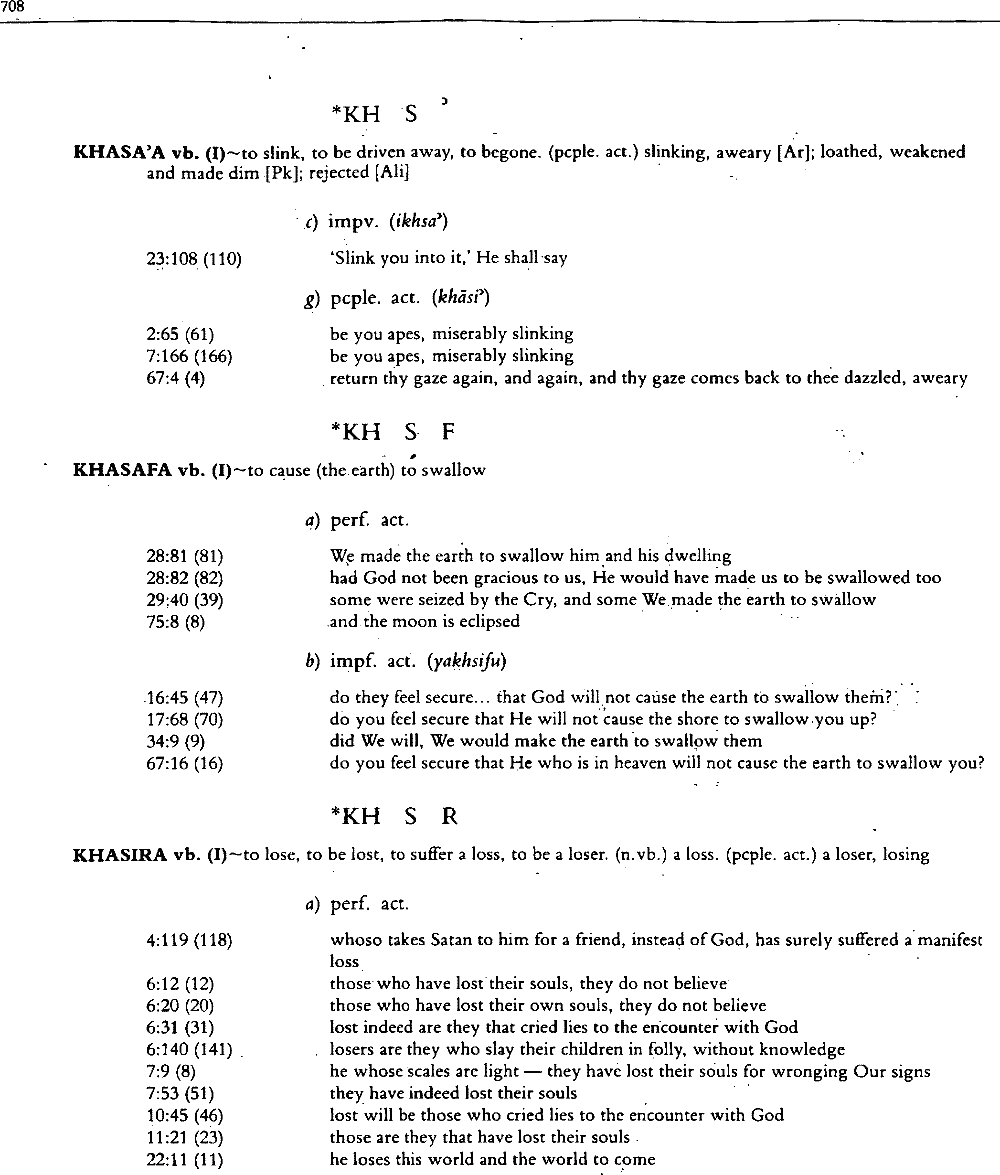 708
*KH S ʾ
KHASAʾA vb. (I)~to slink, to be driven away, to begone. (pcple. act.) slinking, aweary [Ar]; loathed, weakened
and made dim [Pk]; rejected [Ali]
c) impv. (ikhsaʾ)
23:108 (110) ‘Slink you into it,’ He shall say
g) pcple. act. (khāsiʾ)
2:65 (61) be you apes, miserably slinking
7:166 (166) be you apes, miserably slinking
67:4 (4) return thy gaze again, and again, and thy gaze comes back to thee dazzled, aweary
*KH S F
KHASAFA vb. (I)~to cause (the earth) to swallow
a) perf. act.
28:81 (81) We made the earth to swallow him and his dwelling
28:82 (82) had God not been gracious to us, He would have made us to be swallowed too
29:40 (39) some were seized by the Cry, and some We made the earth to swallow
75:8 (8) and the moon is eclipsed
b) impf. act. (yakhsifu)
16:45 (47) do they feel secure... that God will not cause the earth to swallow them?
17:68 (70) do you feel secure that He will not cause the shore to swallow you up?
34:9 (9) did We will, We would make the earth to swallow them
67:16 (16) do you feel secure that He who is in heaven will not cause the earth to swallow you?
*KH S R
KHASIRA vb. (I)~to lose, to be lost, to suffer a loss, to be a loser. (n.vb.) a loss. (pcple. act.) a loser, losing
a) perf. act.
4:119 (118) whoso takes Satan to him for a friend, instead of God, has surely suffered a manifest
loss
6:12 (12) those who have lost their souls, they do not believe
6:20 (20) those who have lost their own souls, they do not believe
6:31 (31) lost indeed are they that cried lies to the encounter with God
6:140 (141) losers are they who slay their children in folly, without knowledge
7:9 (8) he whose scales are light — they have lost their souls for wronging Our signs
7:53 (51) they have indeed lost their souls
10:45 (46) lost will be those who cried lies to the encounter with God
11:21 (23) those are they that have lost their souls
22:11 (11) he loses this world and the world to come